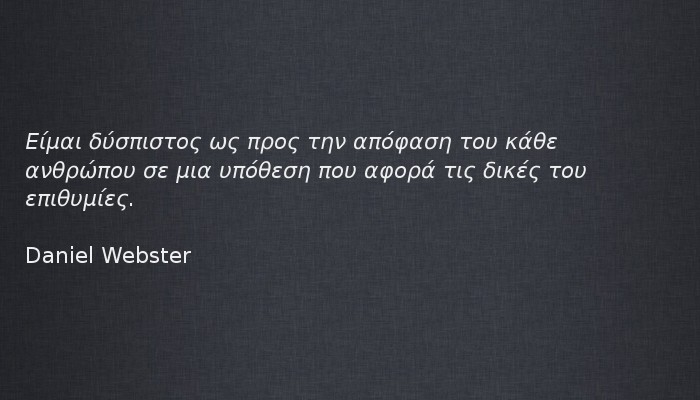 Είμαι δύσπιστος ως προς την απόφαση του κάθε
ανθρώπου σε μια υπόθεση που αφορά τις δικές του
επιθυμίες.
Daniel Webster